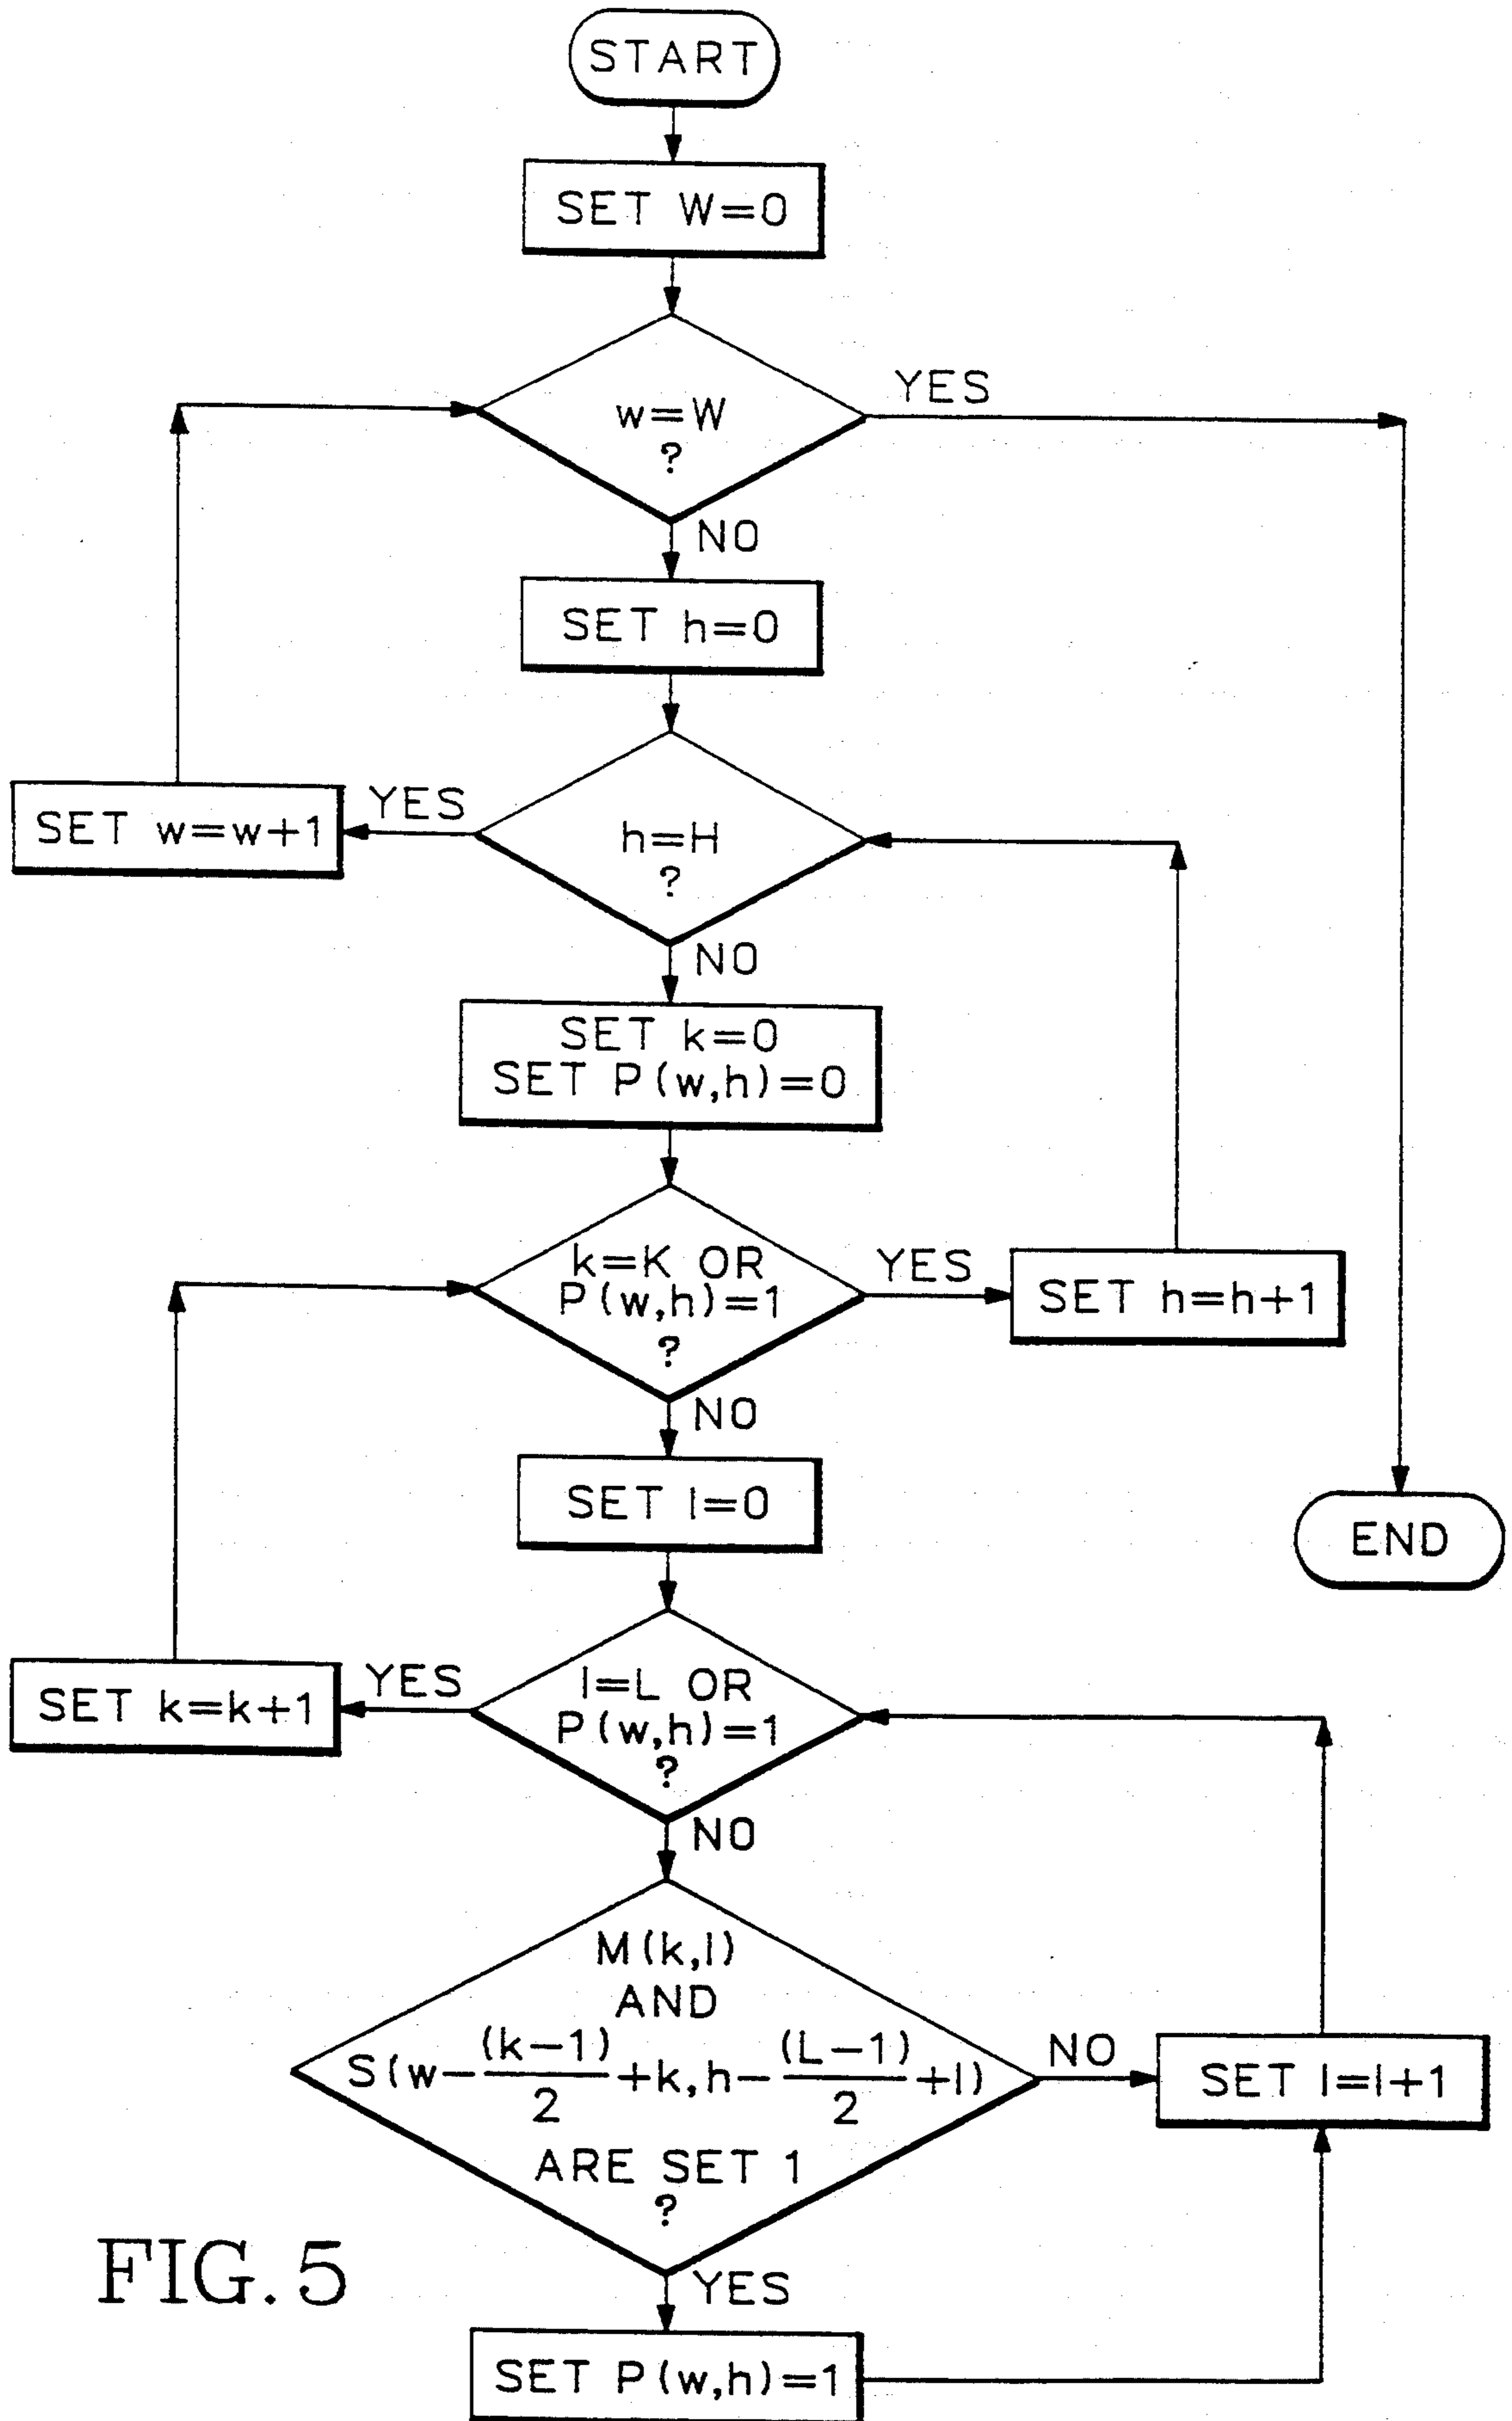 START
SET W=0
w=W
?
YES
NO
SET h=0
SET w=w+1
YES
h=H
?
NO
SET k=0
SET P(w,h)=0
k=K OR
P(w,h)=1
?
YES
SET h=h+1
NO
SET l=0
END
SET k=k+1
YES
l=L OR
P(w,h)=1
?
NO
M(k,l)
AND
S(w-(k-1)/2+k,h-(L-1)/2+l)
ARE SET 1
?
NO
SET l=l+1
YES
SET P(w,h)=1
FIG. 5